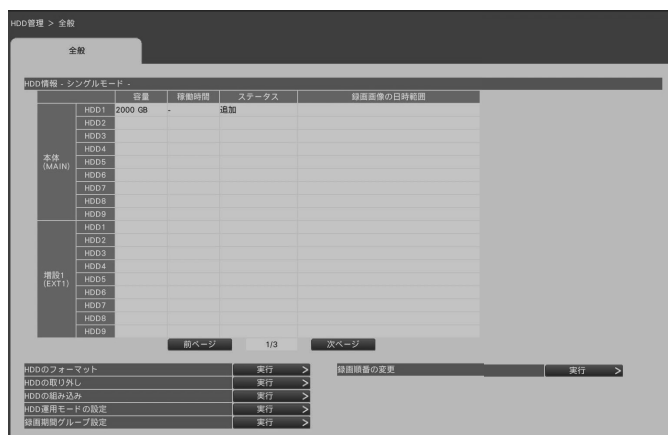 HDD管理 > 全般
全般
HDD情報 - シングルモード -
容量 稼働時間 ステータス 録画画像の日時範囲
本体
(MAIN)
HDD1 2000 GB - 追加
HDD2
HDD3
HDD4
HDD5
HDD6
HDD7
HDD8
HDD9
増設1
(EXT1)
HDD1
HDD2
HDD3
HDD4
HDD5
HDD6
HDD7
HDD8
HDD9
前ページ 1/3 次ページ
HDDのフォーマット 実行 > 録画順番の変更 実行 >
HDDの取り外し 実行 >
HDDの組み込み 実行 >
HDD運用モードの設定 実行 >
録画期間グループ設定 実行 >